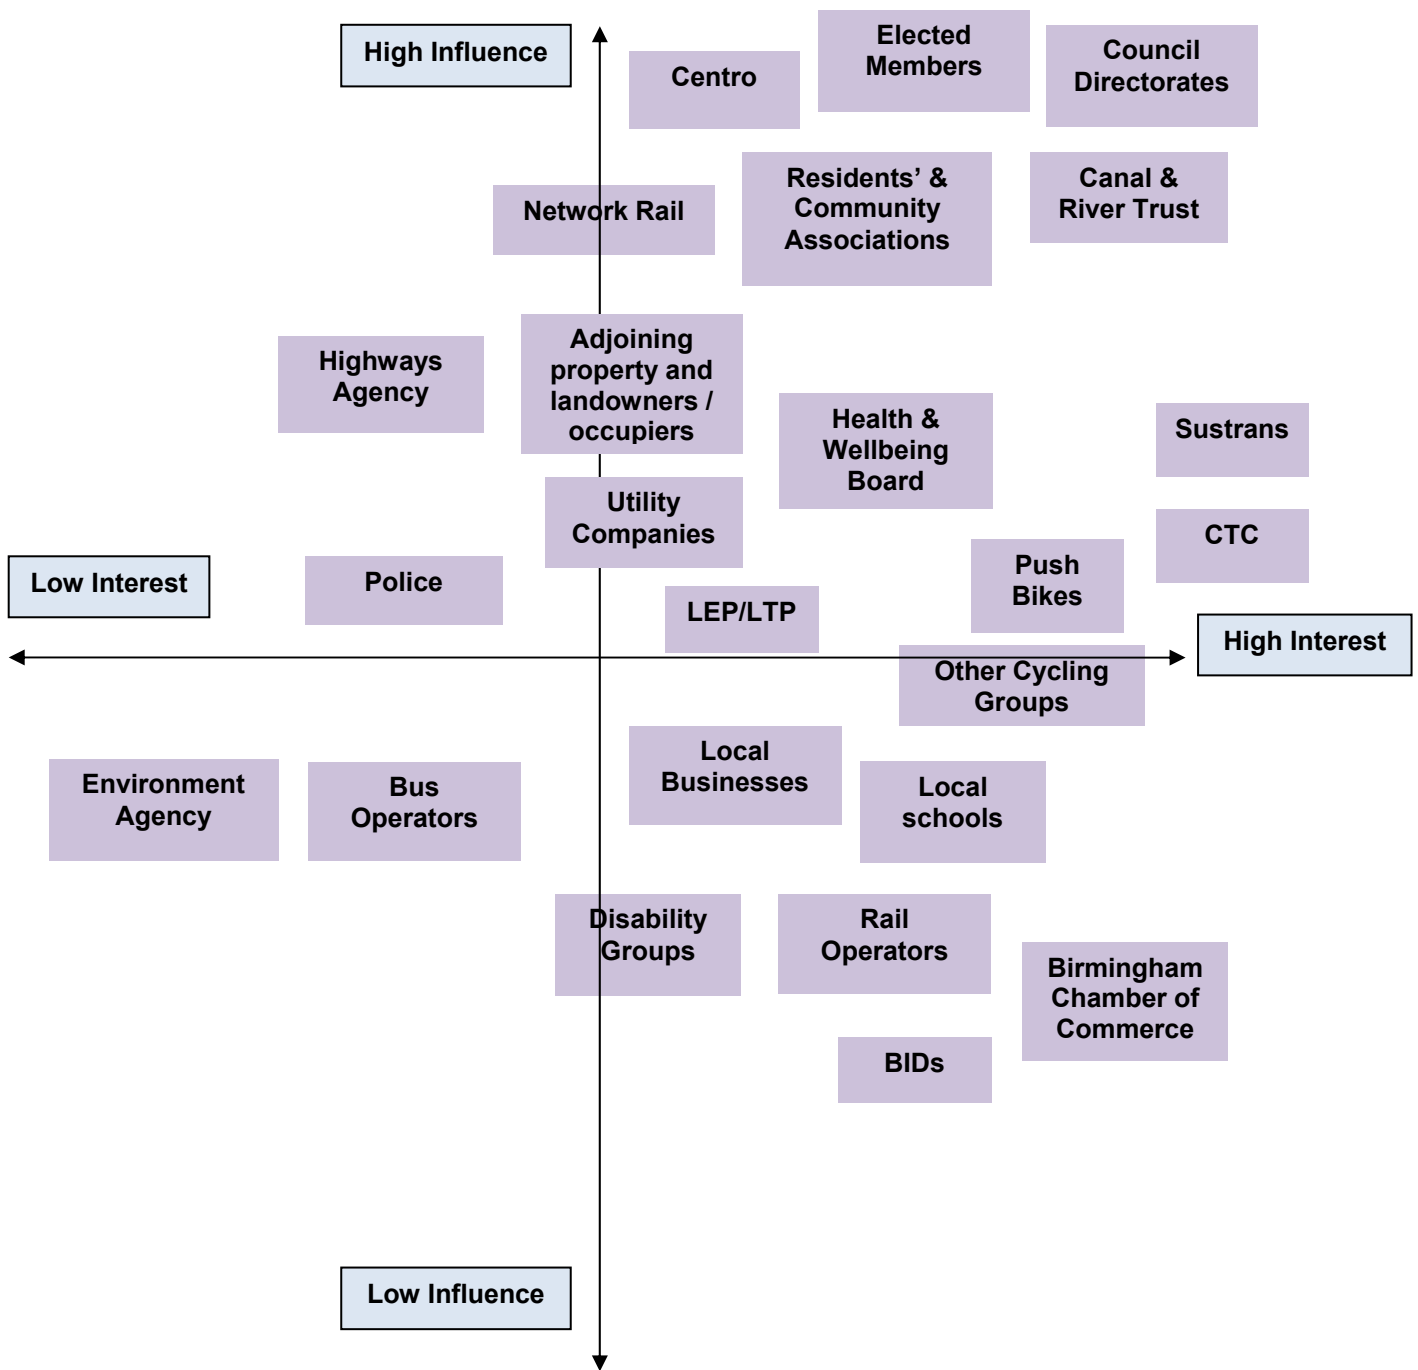 High Influence
Centro
Elected
Members
Council
Directorates
Network Rail
Residents’ &
Community
Associations
Canal &
River Trust
Highways
Agency
Adjoining
property and
landowners /
occupiers
Health &
Wellbeing
Board
Sustrans
Utility
Companies
CTC
Low Interest
Police
LEP/LTP
Push
Bikes
High Interest
Other Cycling
Groups
Environment
Agency
Bus
Operators
Local
Businesses
Local
schools
Disability
Groups
Rail
Operators
Birmingham
Chamber of
Commerce
BIDs
Low Influence